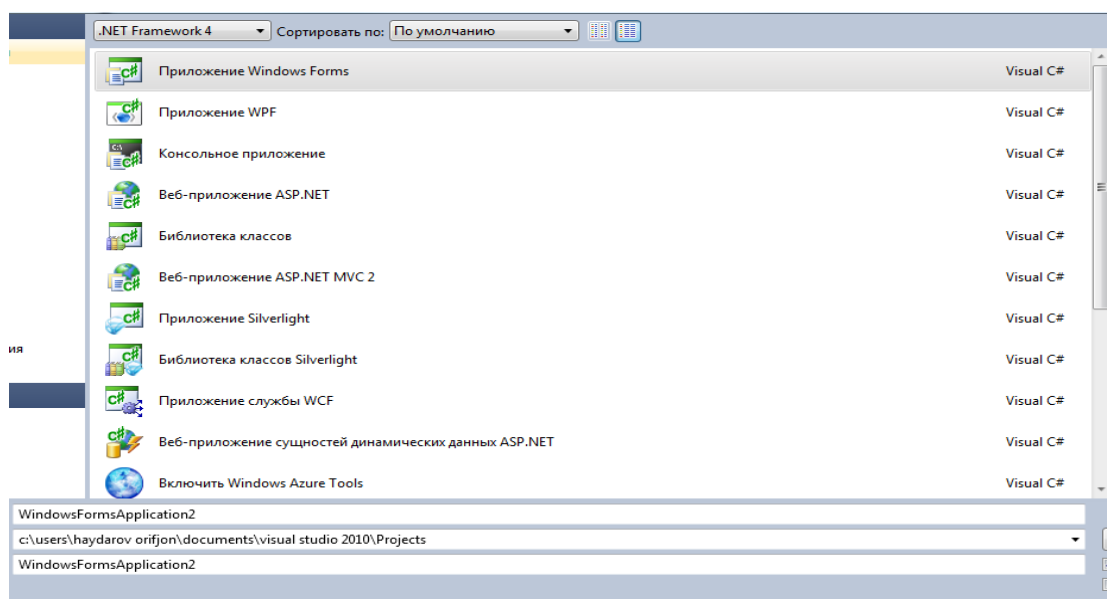 .NET Framework 4 Сортировать по: По умолчанию
Приложение Windows Forms Visual C#
Приложение WPF Visual C#
Консольное приложение Visual C#
Веб-приложение ASP.NET Visual C#
Библиотека классов Visual C#
Веб-приложение ASP.NET MVC 2 Visual C#
Приложение Silverlight Visual C#
ия
Библиотека классов Silverlight Visual C#
Приложение службы WCF Visual C#
Веб-приложение сущностей динамических данных ASP.NET Visual C#
Включить Windows Azure Tools Visual C#
WindowsFormsApplication2
c:\users\haydarov orifjon\documents\visual studio 2010\Projects
WindowsFormsApplication2